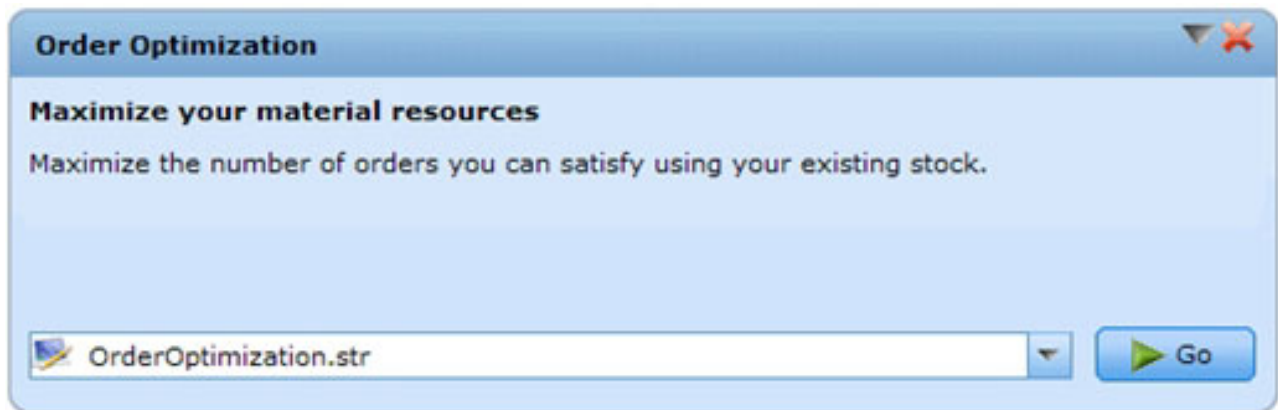 Order Optimization
Maximize your material resources
Maximize the number of orders you can satisfy using your existing stock.
OrderOptimization.str
Go